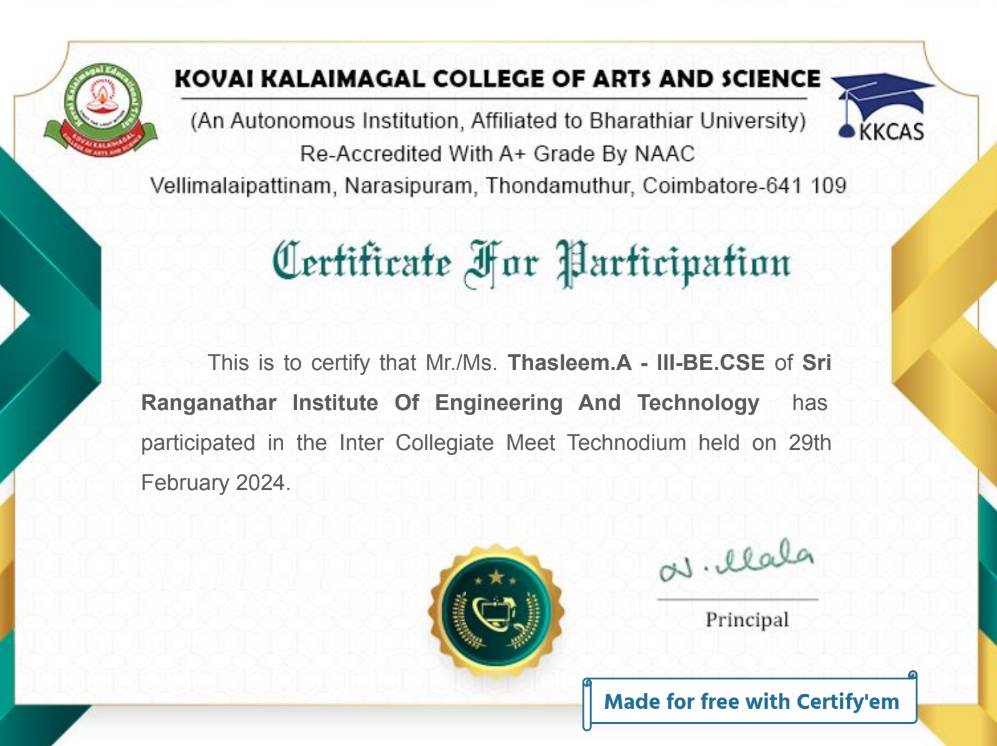 KOVAI KALAIMAGAL COLLEGE OF ARTS AND SCIENCE
(An Autonomous Institution, Affiliated to Bharathiar University)
Re-Accredited With A+ Grade By NAAC
Vellimalaipattinam, Narasipuram, Thondamuthur, Coimbatore-641 109
Kovai Kalaimagal Educational Trust
KOVAI KALAIMAGAL
COLLEGE OF ARTS AND SCIENCE
KKCAS
Certificate For Participation
This is to certify that Mr./Ms. Thasleem.A - III-BE.CSE of Sri
Ranganathar Institute Of Engineering And Technology has
participated in the Inter Collegiate Meet Technodium held on 29th
February 2024.
N. Mala
Principal
Made for free with Certify'em